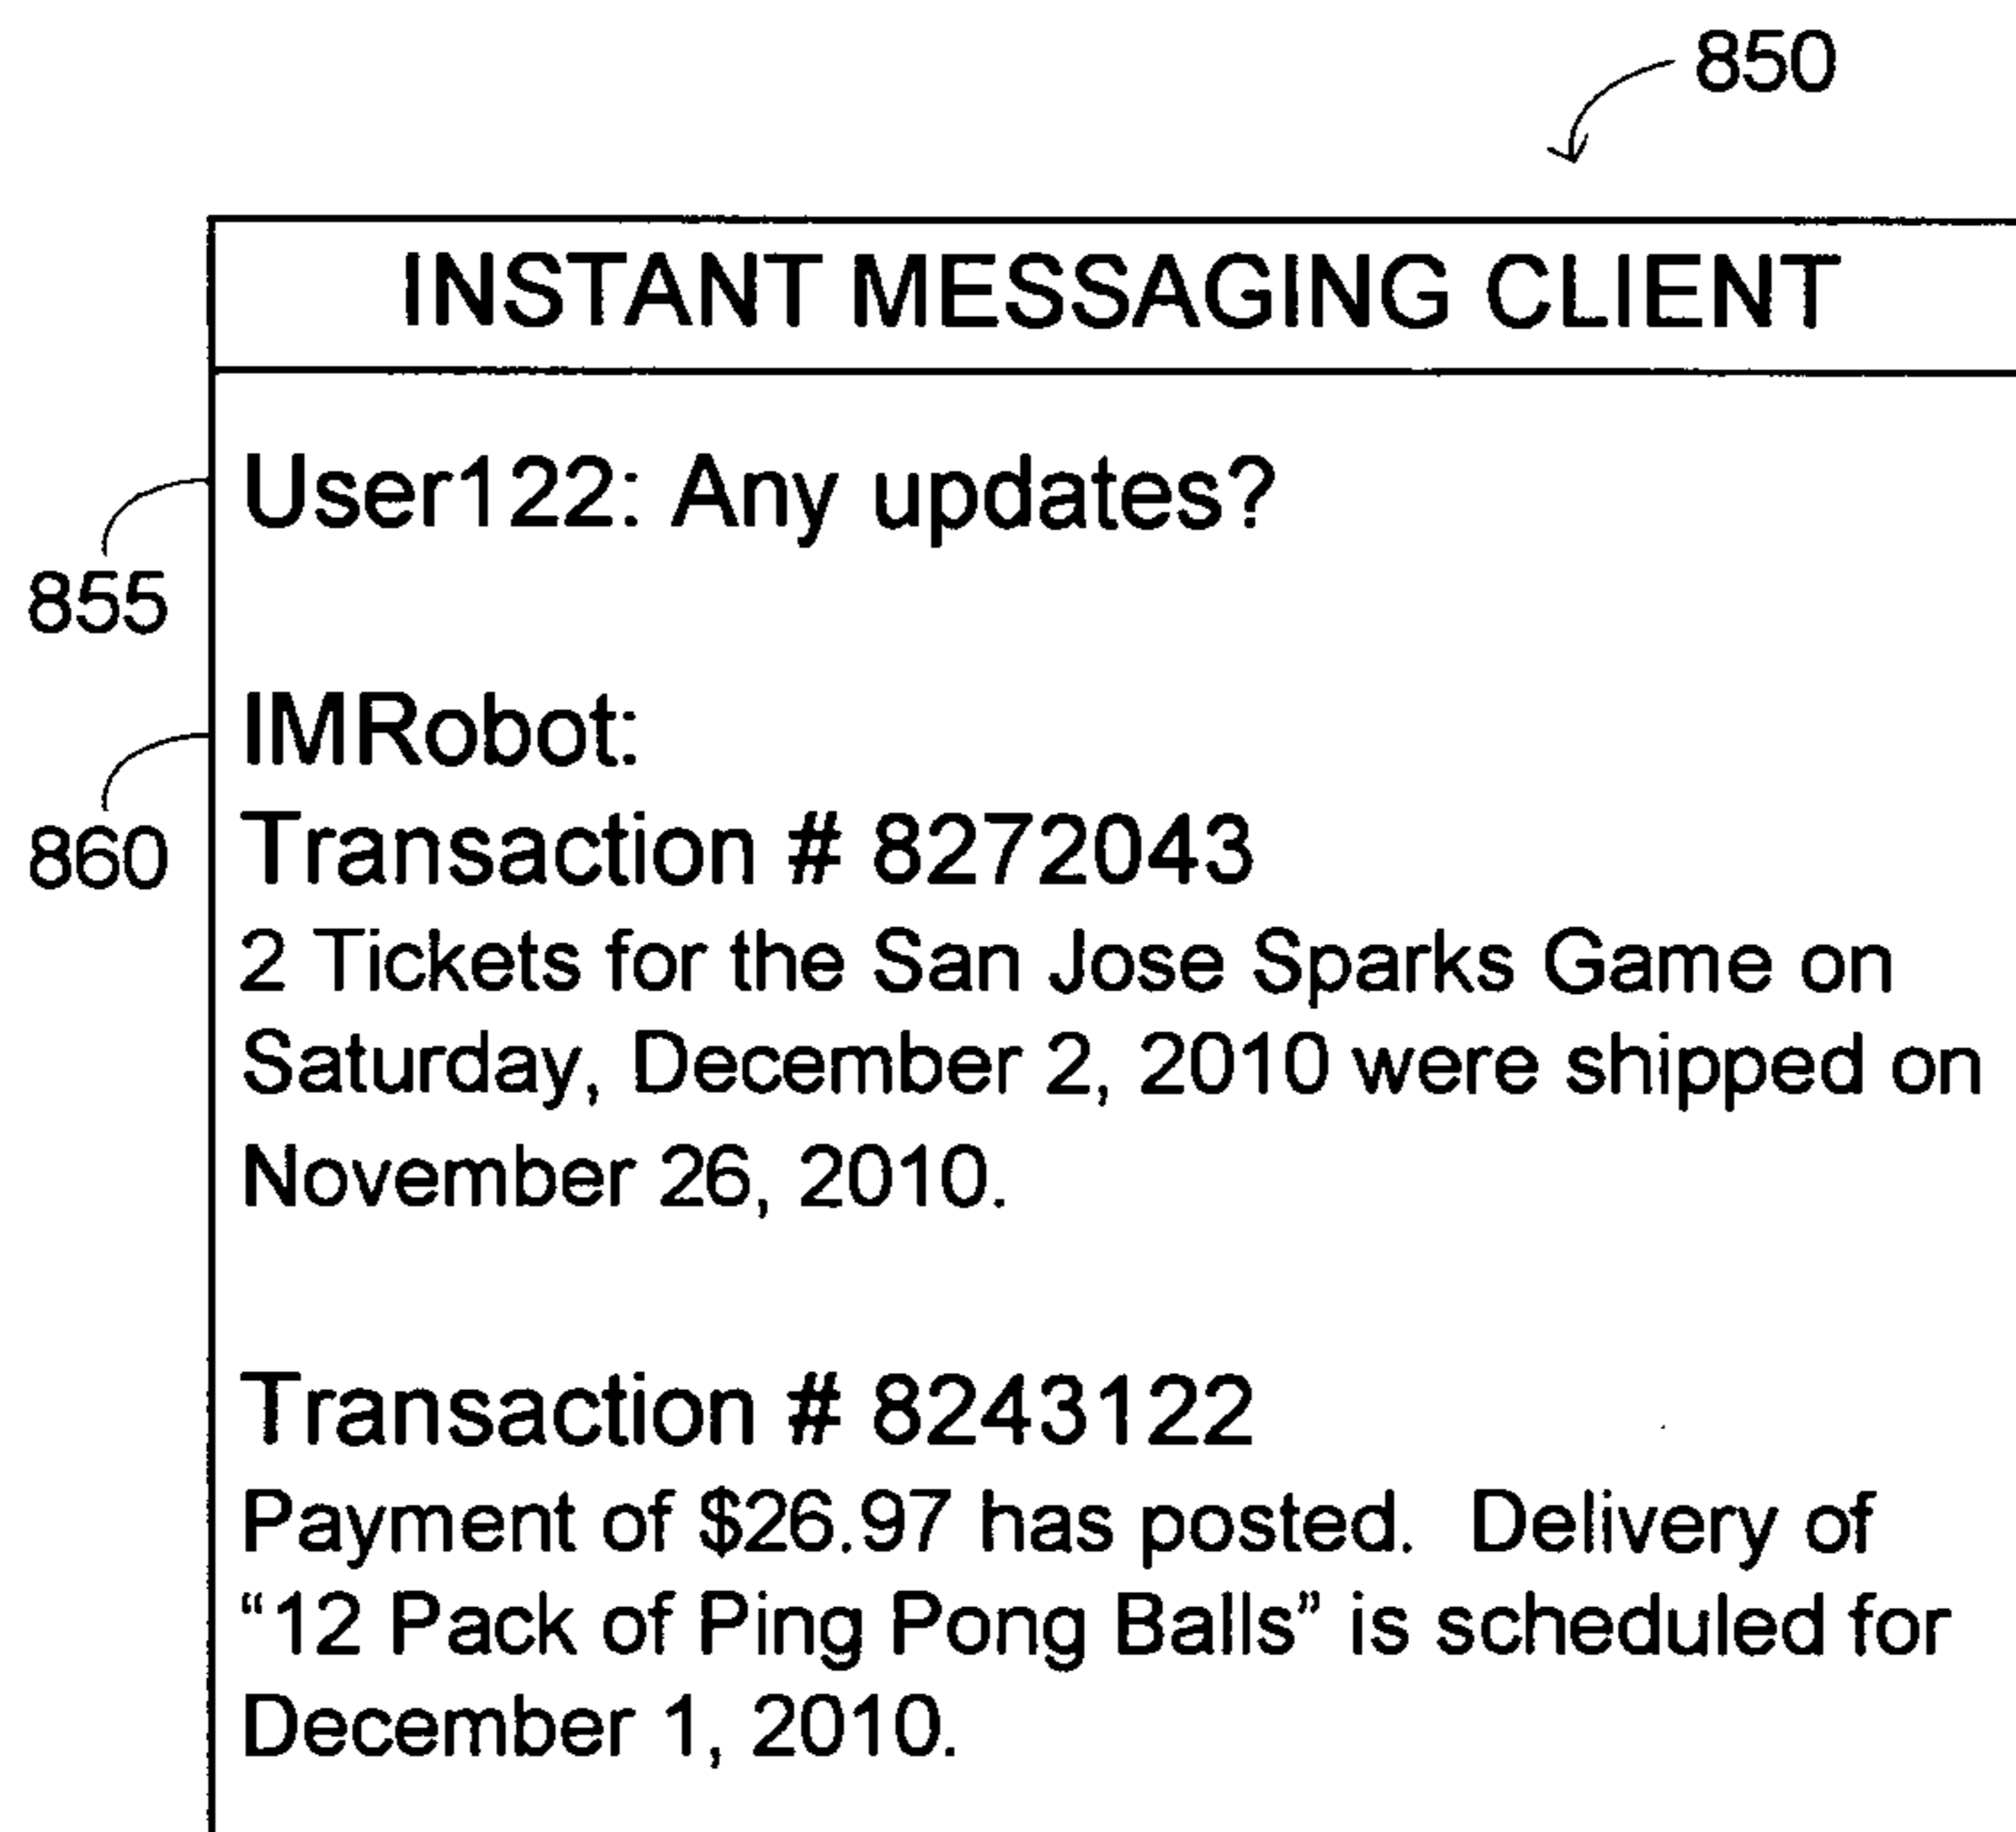 850
INSTANT MESSAGING CLIENT
User122: Any updates?
855
IMRobot:
860
Transaction # 8272043
2 Tickets for the San Jose Sparks Game on
Saturday, December 2, 2010 were shipped on
November 26, 2010.
Transaction # 8243122
Payment of $26.97 has posted.  Delivery of
“12 Pack of Ping Pong Balls” is scheduled for
December 1, 2010.